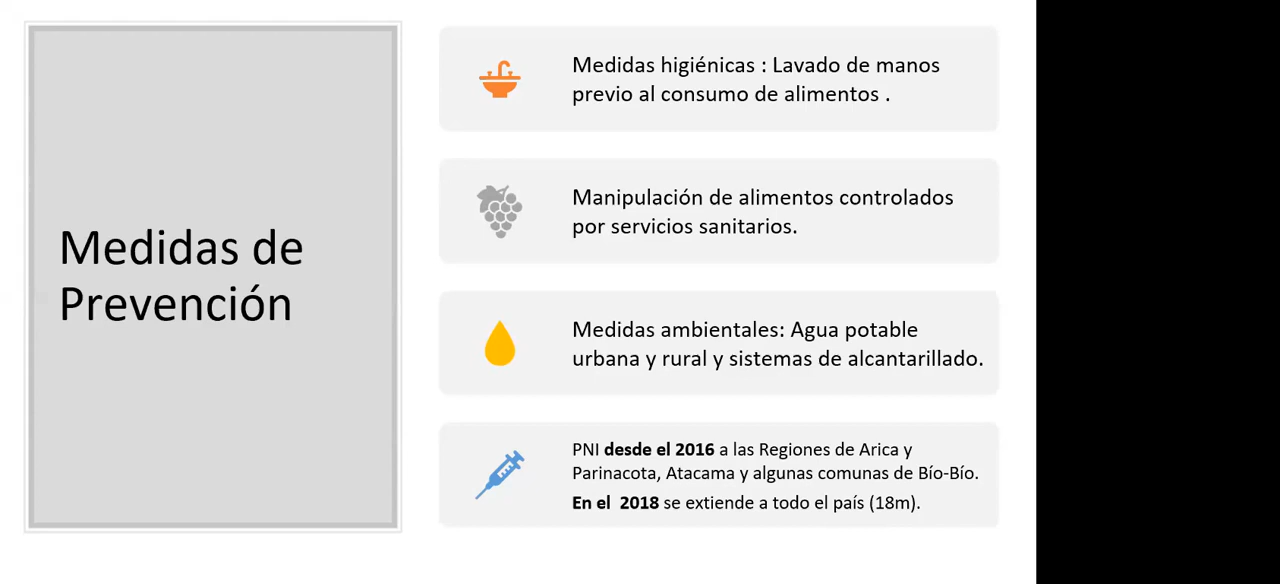 Medidas de
Prevención
Medidas higiénicas : Lavado de manos
previo al consumo de alimentos .
Manipulación de alimentos controlados
por servicios sanitarios.
Medidas ambientales: Agua potable
urbana y rural y sistemas de alcantarillado.
PNI desde el 2016 a las Regiones de Arica y
Parinacota, Atacama y algunas comunas de Bío-Bío.
En el  2018 se extiende a todo el país (18m).